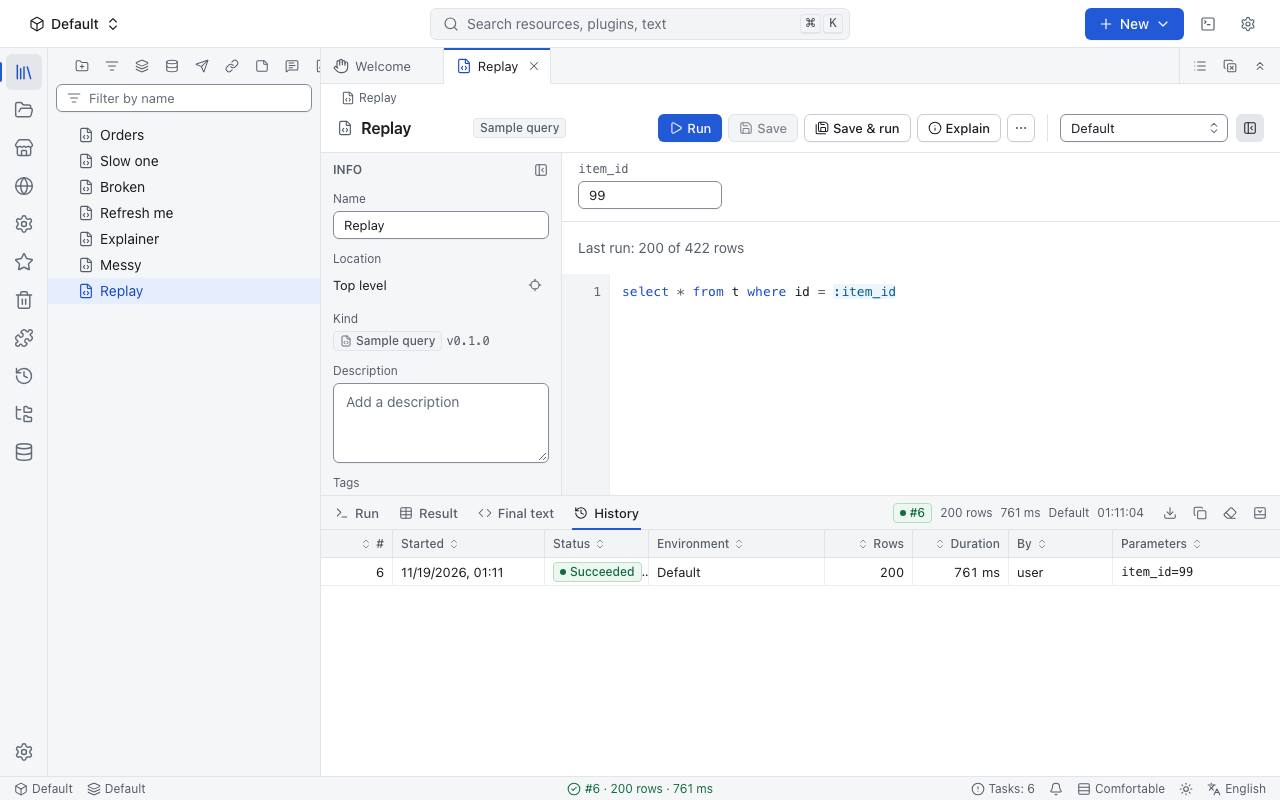 Default
Search resources, plugins, text
⌘ K
New
Welcome
Replay
Filter by name
Orders
Slow one
Broken
Refresh me
Explainer
Messy
Replay
Replay
Replay
Sample query
Run
Save
Save & run
Explain
Default
INFO
Name
Replay
Location
Top level
Kind
Sample query v0.1.0
Description
Add a description
Tags
item_id
99
Last run: 200 of 422 rows
1 select * from t where id = :item_id
Run
Result
Final text
History
#6 200 rows 761 ms Default 01:11:04
# Started Status Environment Rows Duration By Parameters
6 11/19/2026, 01:11 Succeeded .. Default 200 761 ms user item_id=99
Default
Default
#6 · 200 rows · 761 ms
Tasks: 6
Comfortable
English